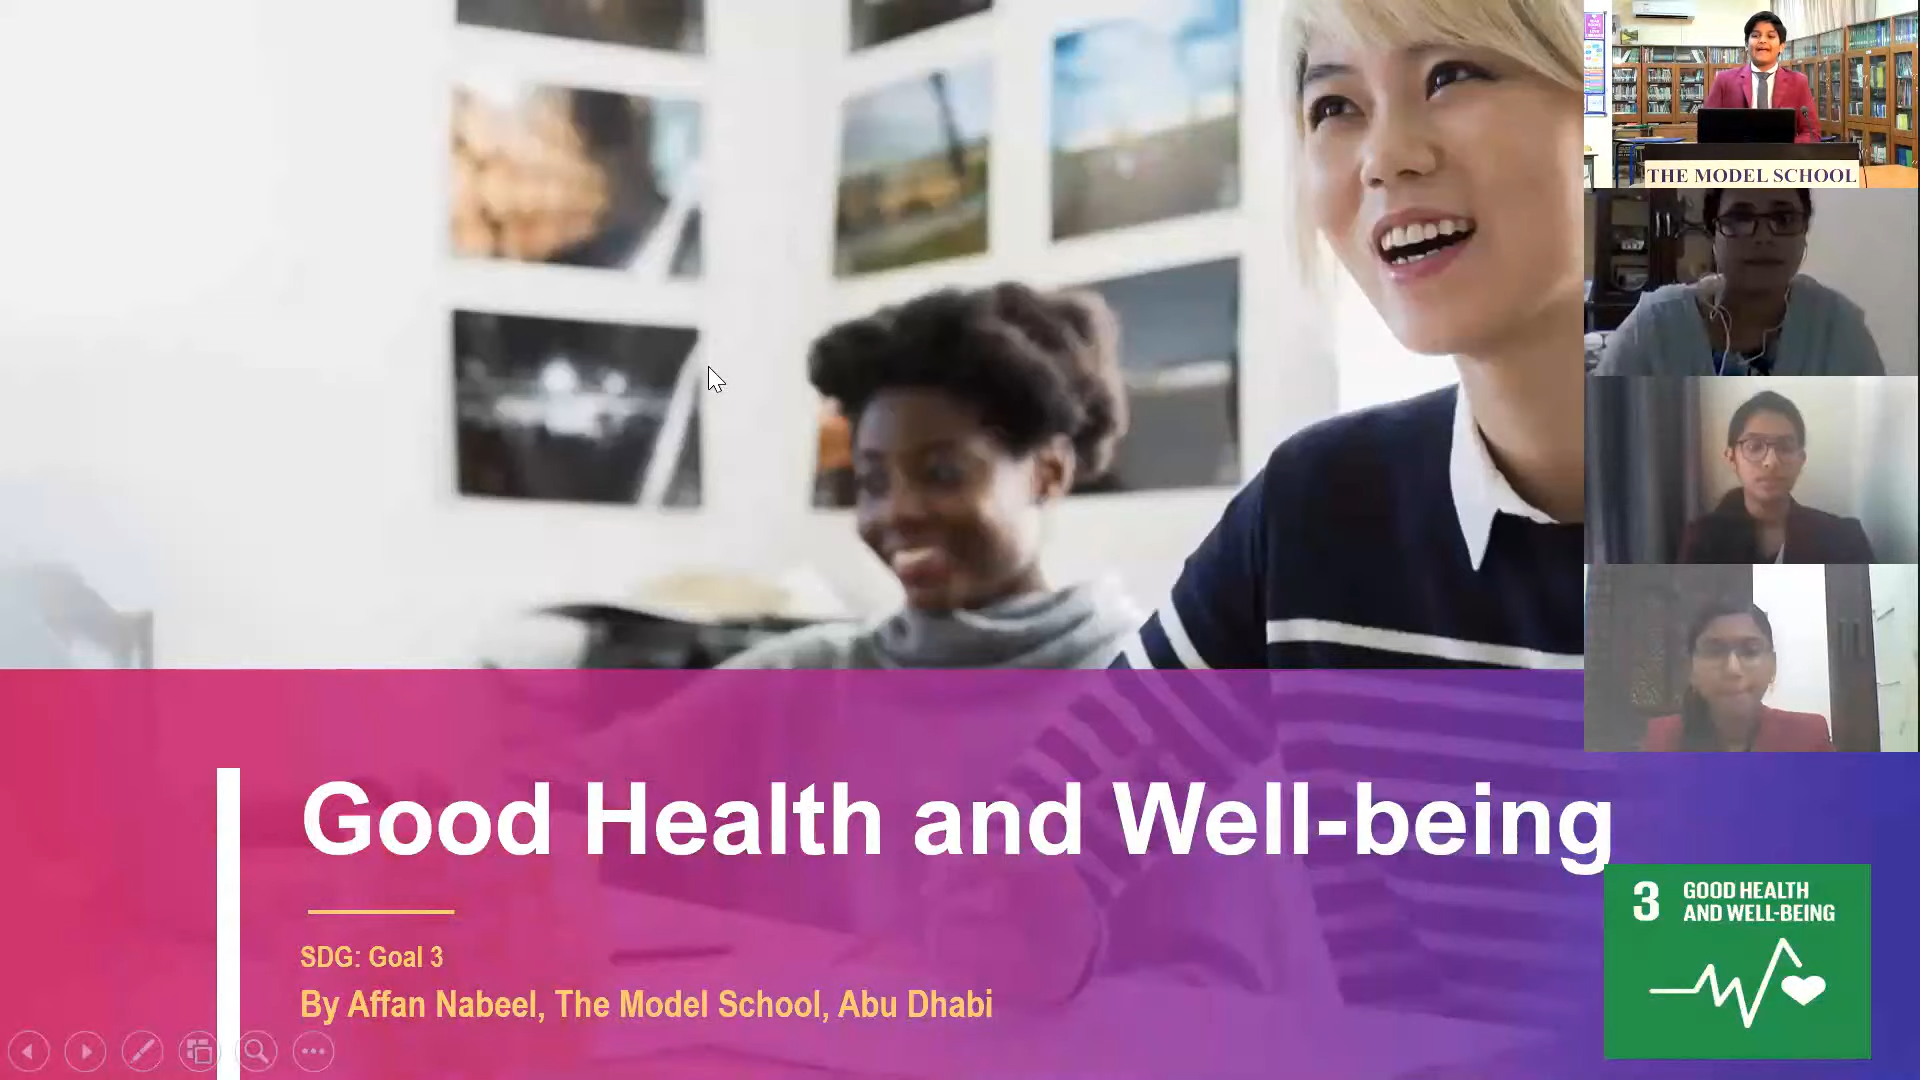 THE MODEL SCHOOL
Good Health and Well-being
SDG: Goal 3
By Affan Nabeel, The Model School, Abu Dhabi
3 GOOD HEALTH
AND WELL-BEING